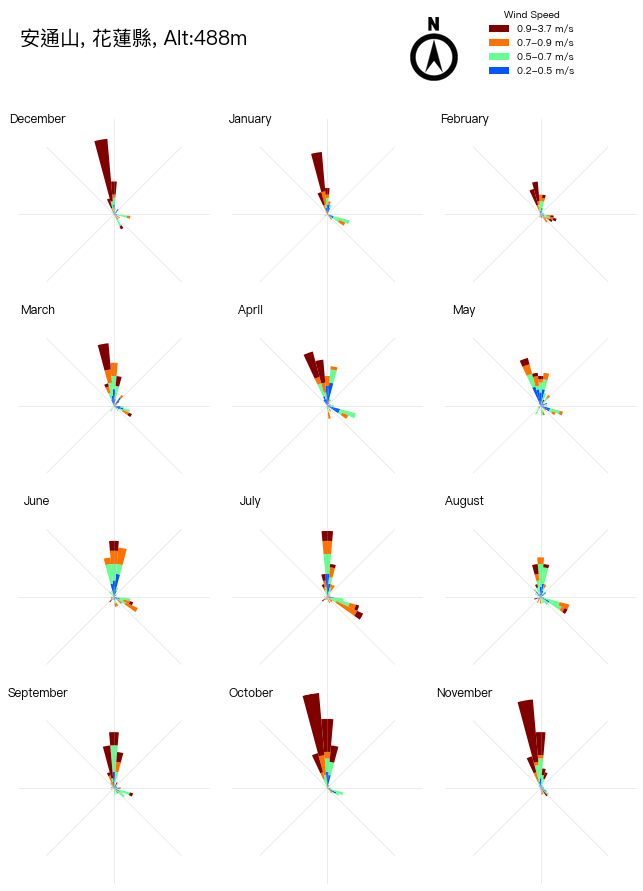 安通山, 花蓮縣, Alt:488m
N
Wind Speed
0.9–3.7 m/s
0.7–0.9 m/s
0.5–0.7 m/s
0.2–0.5 m/s
December
January
February
March
April
May
June
July
August
September
October
November